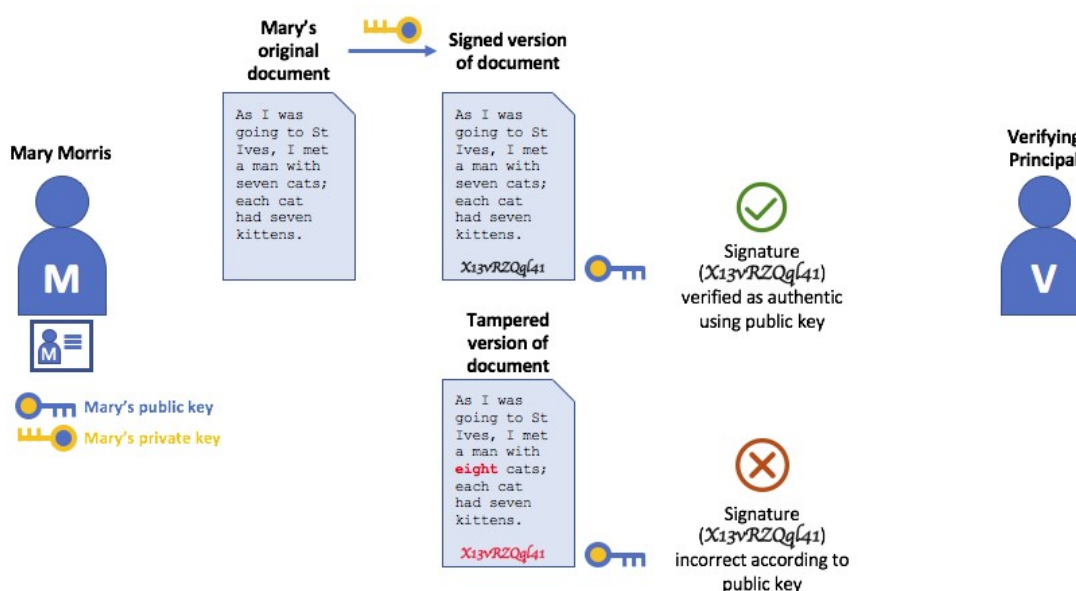 Mary's
original
document
Signed version
of document
As I was
going to St
Ives, I met
a man with
seven cats;
each cat
had seven
kittens.
As I was
going to St
Ives, I met
a man with
seven cats;
each cat
had seven
kittens.
X13vRZQql41
Mary Morris
M
M
Mary's public key
Mary's private key
Signature
(X13vRZQql41)
verified as authentic
using public key
Verifying
Principal
V
Tampered
version of
document
As I was
going to St
Ives, I met
a man with
eight cats;
each cat
had seven
kittens.
X13vRZQql41
Signature
(X13vRZQql41)
incorrect according to
public key